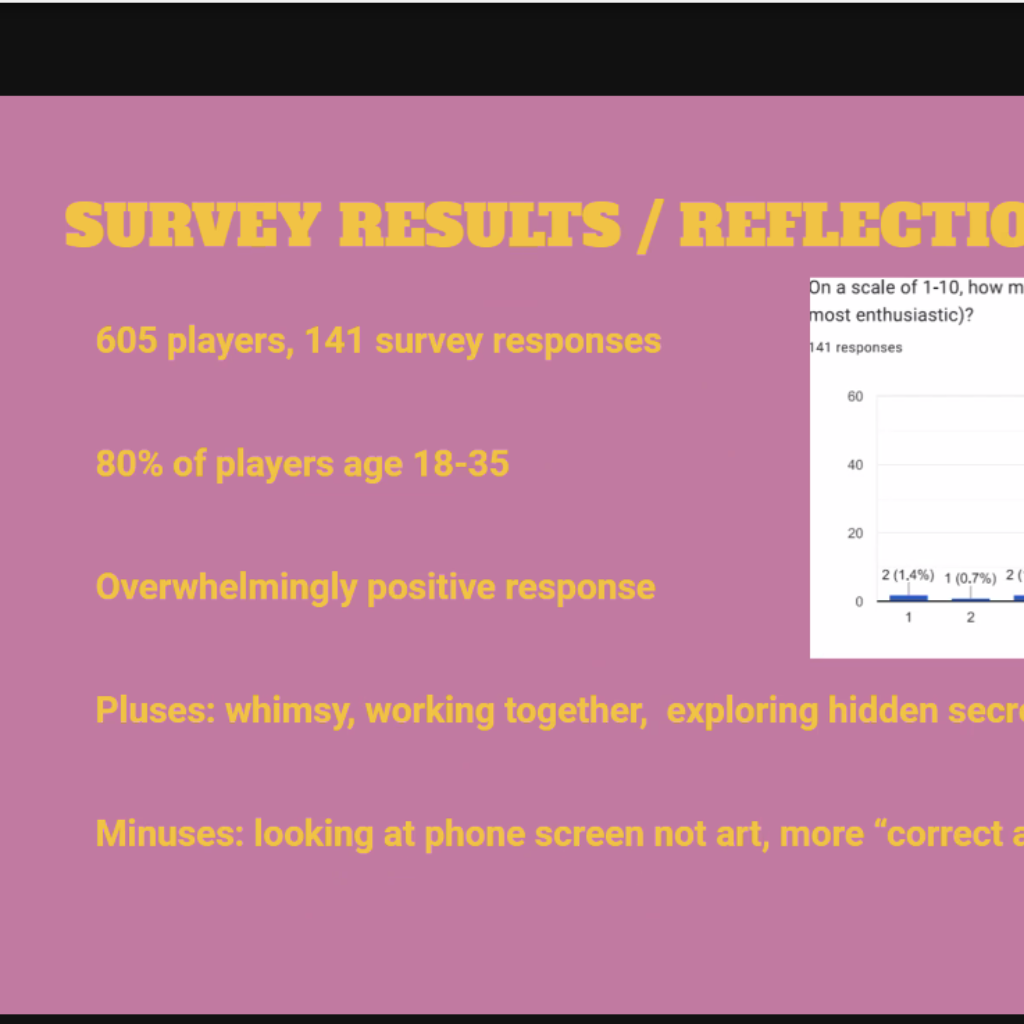 SURVEY RESULTS / REFLECTIO
605 players, 141 survey responses
80% of players age 18-35
Overwhelmingly positive response
Pluses: whimsy, working together,  exploring hidden secre
Minuses: looking at phone screen not art, more “correct a
On a scale of 1-10, how m
most enthusiastic)?
141 responses
60
40
20
0
2 (1.4%) 1 (0.7%) 2 (
1 2